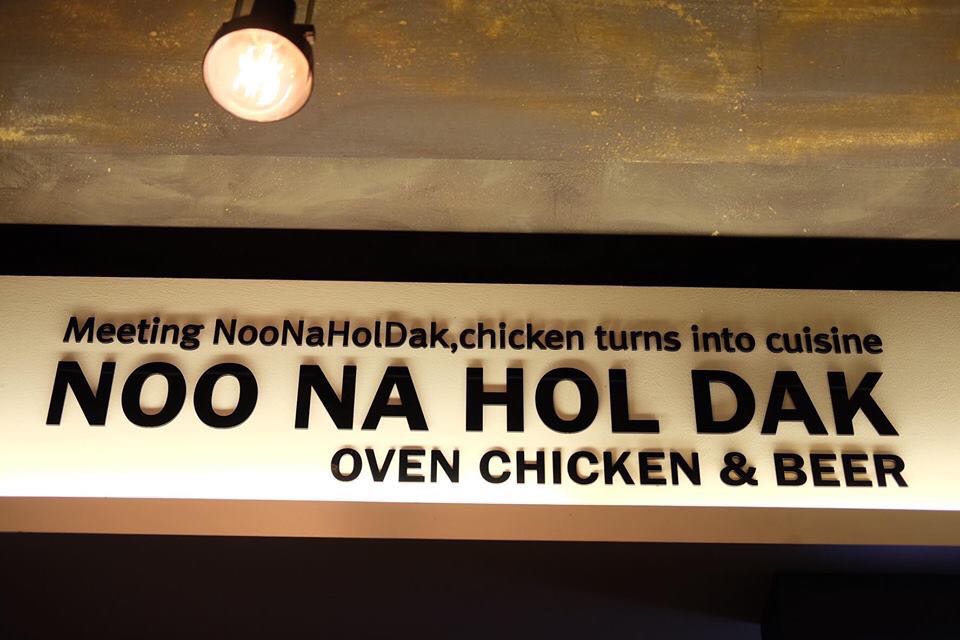 Meeting NooNaHolDak,chicken turns into cuisine
NOO NA HOL DAK
OVEN CHICKEN & BEER